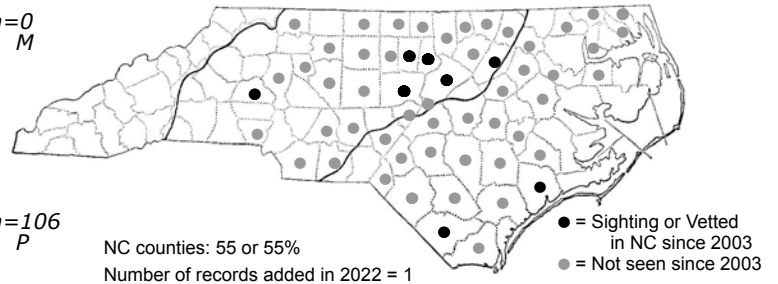 n=0
M
n=106
P
NC counties: 55 or 55%
Number of records added in 2022 = 1
● = Sighting or Vetted
in NC since 2003
● = Not seen since 2003